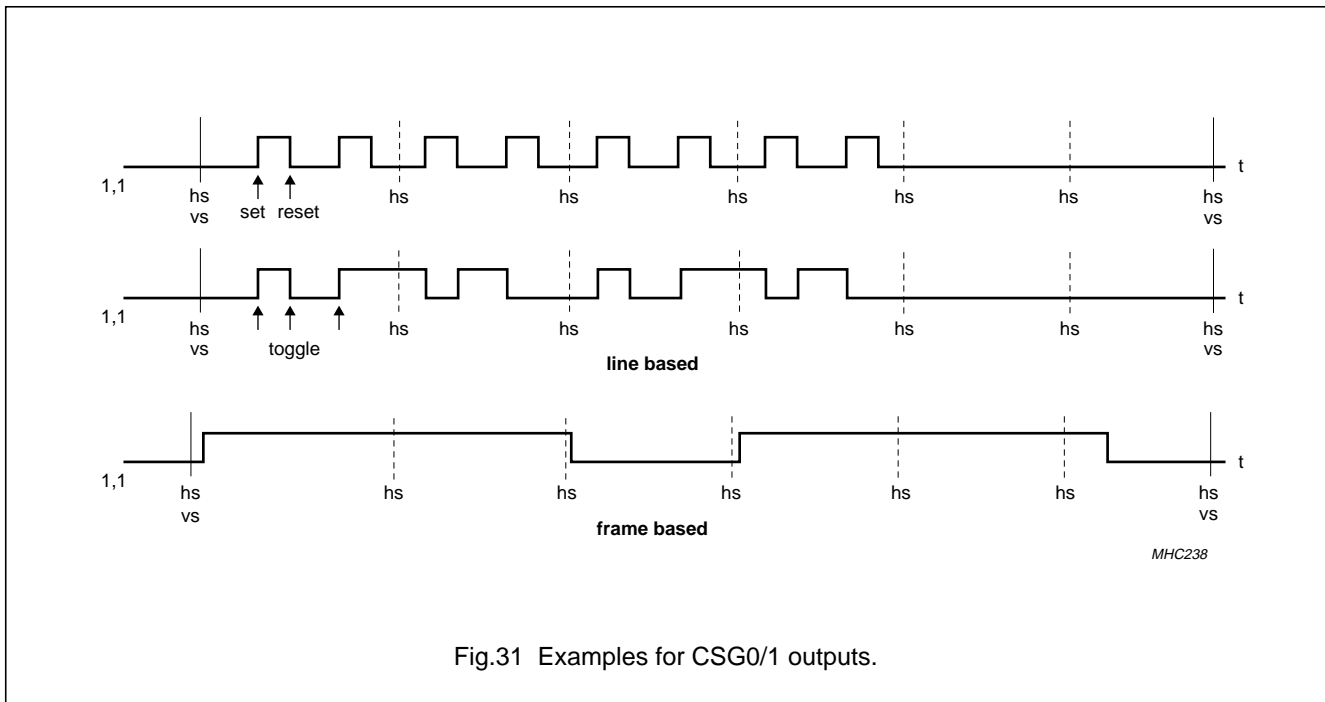 t
1,1
hs hs hs hs hs hs hs
vs set reset vs
t
1,1
hs hs hs hs hs hs hs
vs toggle vs
line based
t
1,1
hs hs hs hs hs hs hs
vs vs
frame based
MHC238
Fig.31 Examples for CSG0/1 outputs.